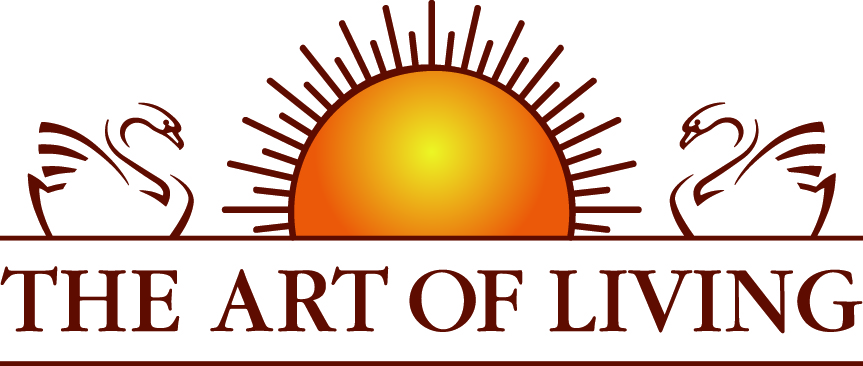 THE ART OF LIVING